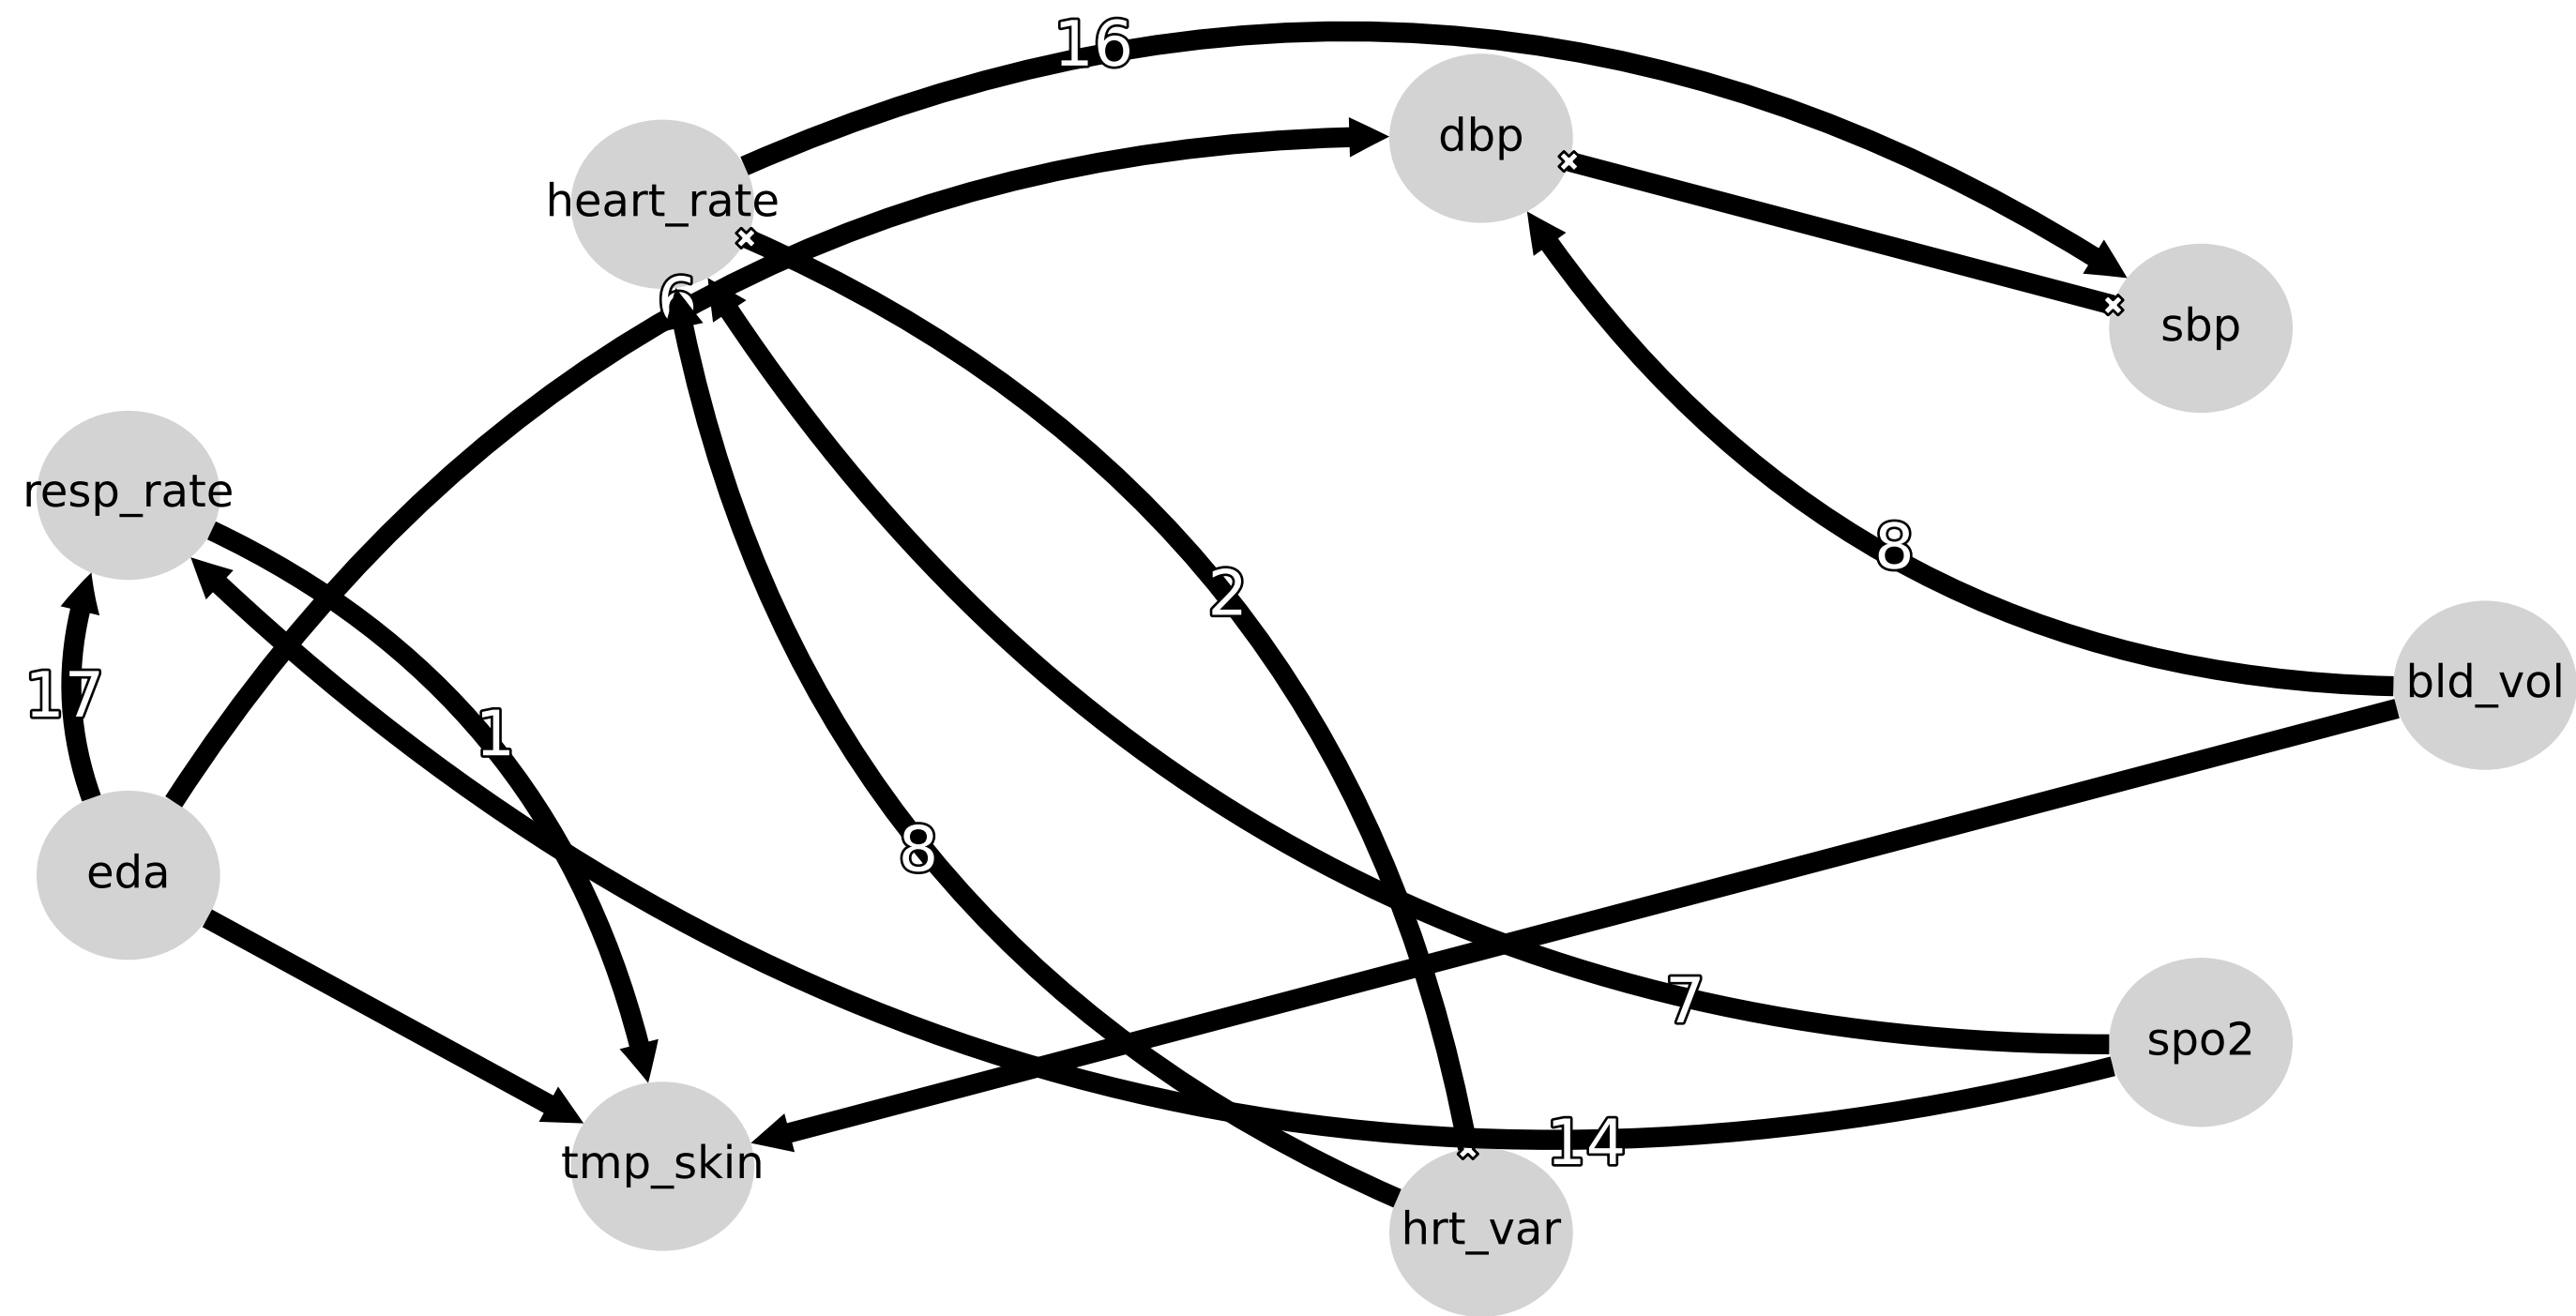 16
dbp
heart_rate
6
sbp
resp_rate
8
2
bld_vol
17
1
8
eda
7
spo2
14
tmp_skin
hrt_var